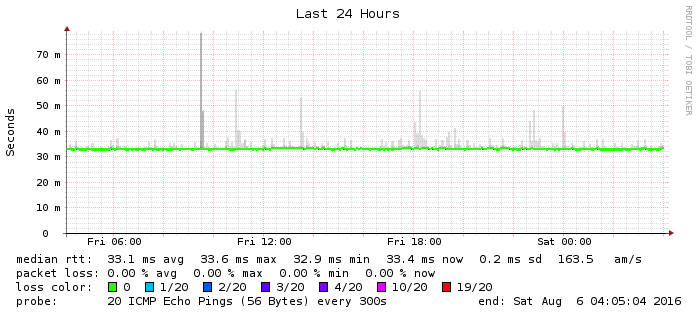 Last 24 Hours
RRDTOOL / TOBI OETIKER
Seconds
70 m
60 m
50 m
40 m
30 m
20 m
10 m
0
Fri 06:00 Fri 12:00 Fri 18:00 Sat 00:00
median rtt: 33.1 ms avg 33.6 ms max 32.9 ms min 33.4 ms now 0.2 ms sd 163.5 am/s
packet loss: 0.00 % avg 0.00 % max 0.00 % min 0.00 % now
loss color: 0 1/20 2/20 3/20 4/20 10/20 19/20
probe: 20 ICMP Echo Pings (56 Bytes) every 300s end: Sat Aug 6 04:05:04 2016